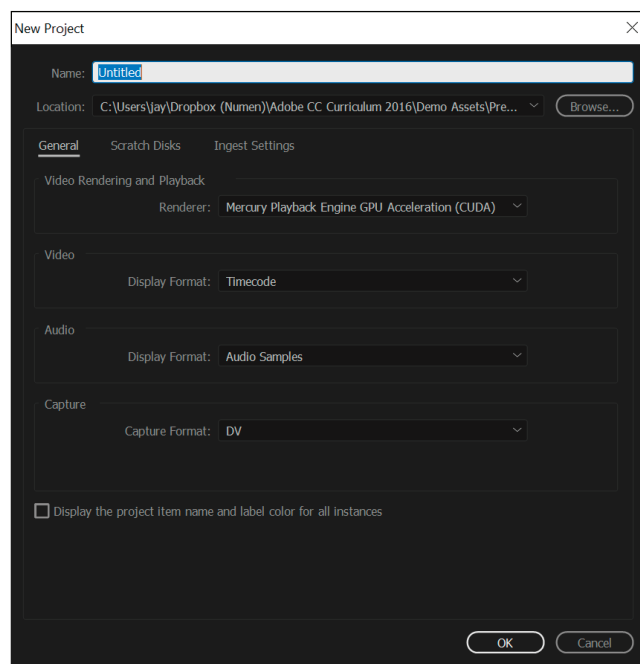 New Project
Name: Untitled
Location: C:\Users\jay\Dropbox (Numen)\Adobe CC Curriculum 2016\Demo Assets\Pre... Browse...
General Scratch Disks Ingest Settings
Video Rendering and Playback
Renderer: Mercury Playback Engine GPU Acceleration (CUDA)
Video
Display Format: Timecode
Audio
Display Format: Audio Samples
Capture
Capture Format: DV
Display the project item name and label color for all instances
OK Cancel